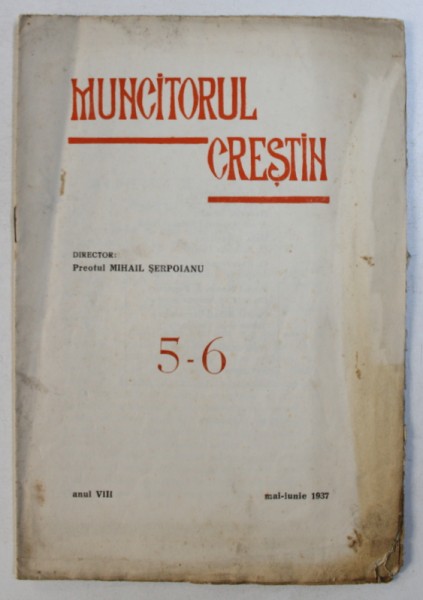 MUNCITORUL
CREȘTIN
DIRECTOR:
Preotul MIHAIL ȘERPOIANU
5-6
anul VIII mai-iunie 1937